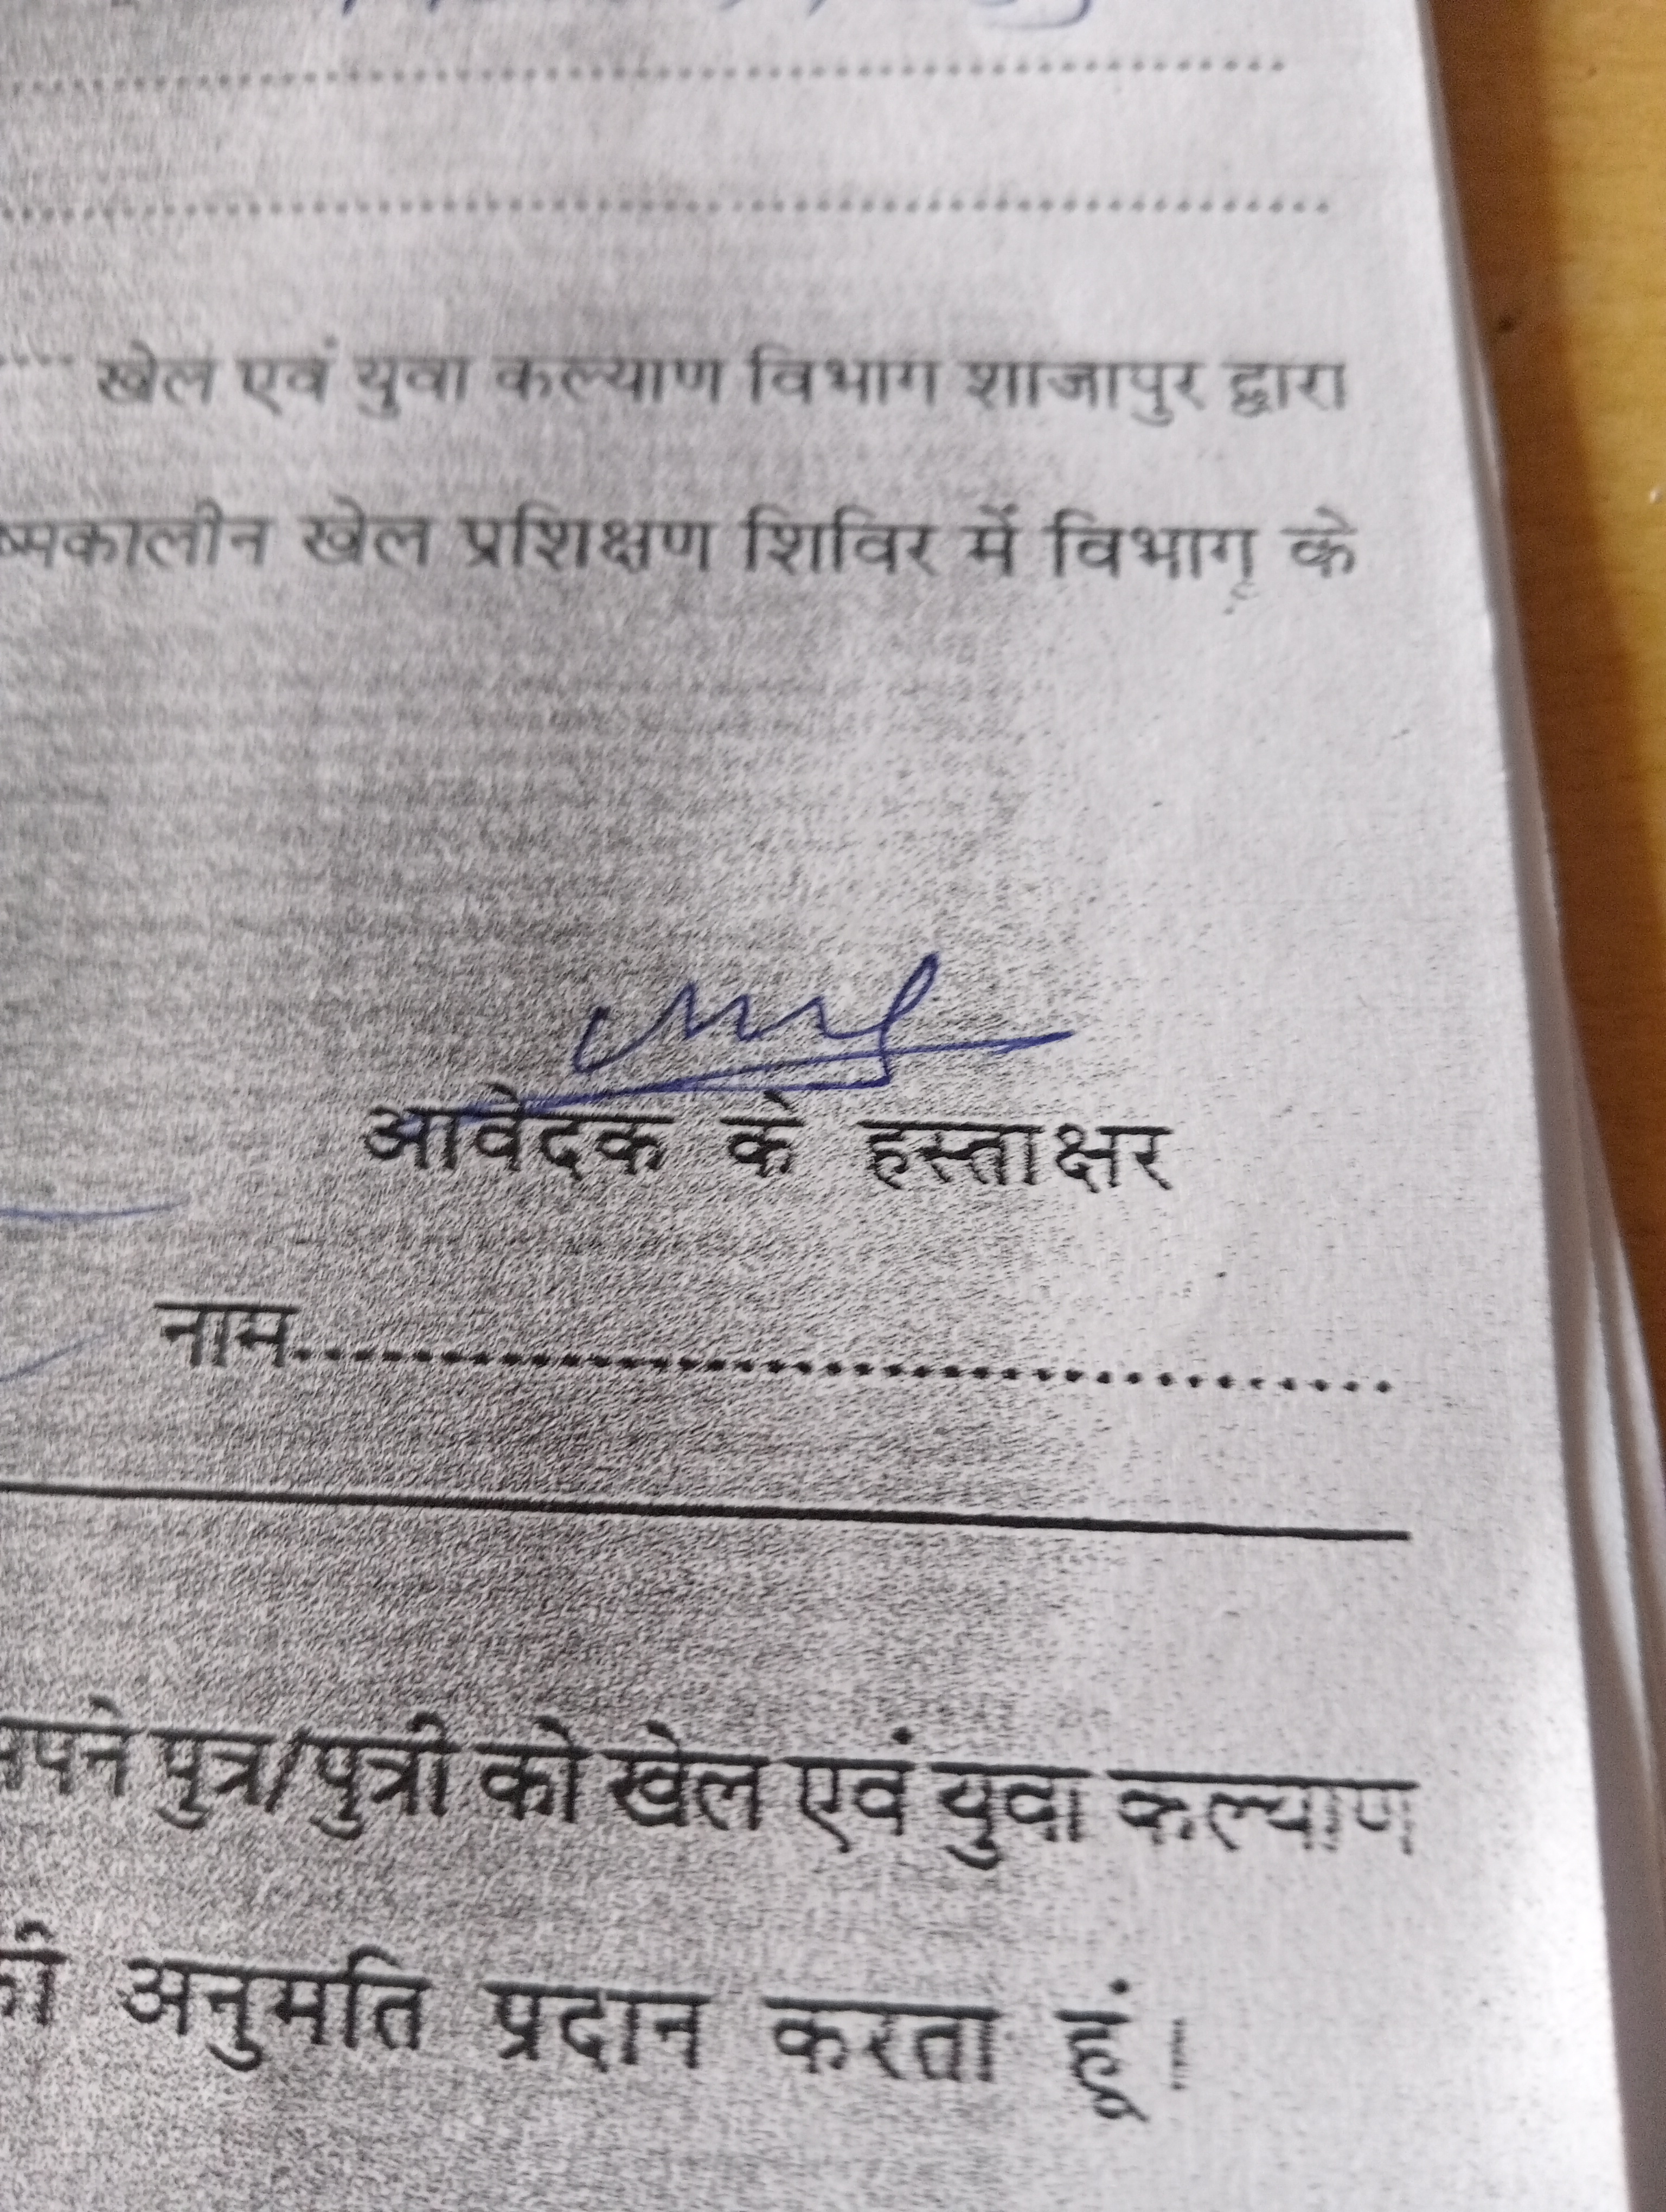 खेल एवं युवा कल्याण विभाग शाजापुर द्वारा
खेल प्रशिक्षण शिविर में विभाग के
आवेदक के हस्ताक्षर
नाम........................................
पुत्र/पुत्री को खेल एवं युवा कल्याण
अनुमति प्रदान करता हूं।